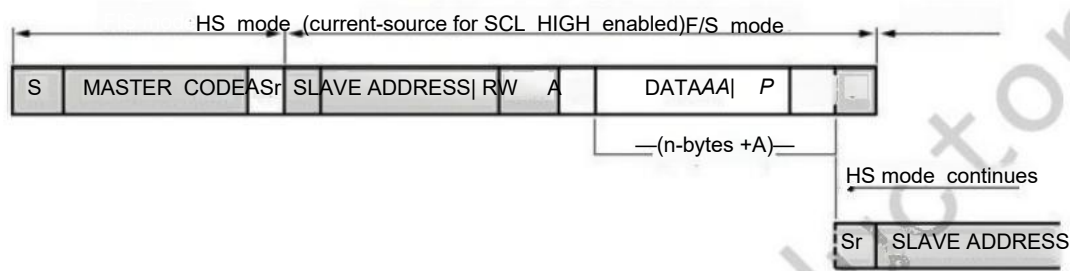 HS mode (current-source for SCL HIGH enabled)F/S mode
S MASTER CODEASr SLAVE ADDRESS| RW A DATAAA| P
—(n-bytes +A)—
HS mode continues
Sr SLAVE ADDRESS